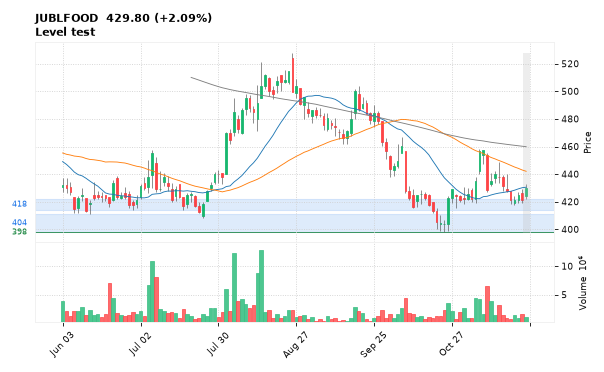 JUBLFOOD 429.80 (+2.09%)
Level test
520
500
480
460
440
420
400
Price
418
404
398
10
5
Volume 10⁶
Jun 03
Jul 02
Jul 30
Aug 27
Sep 25
Oct 27